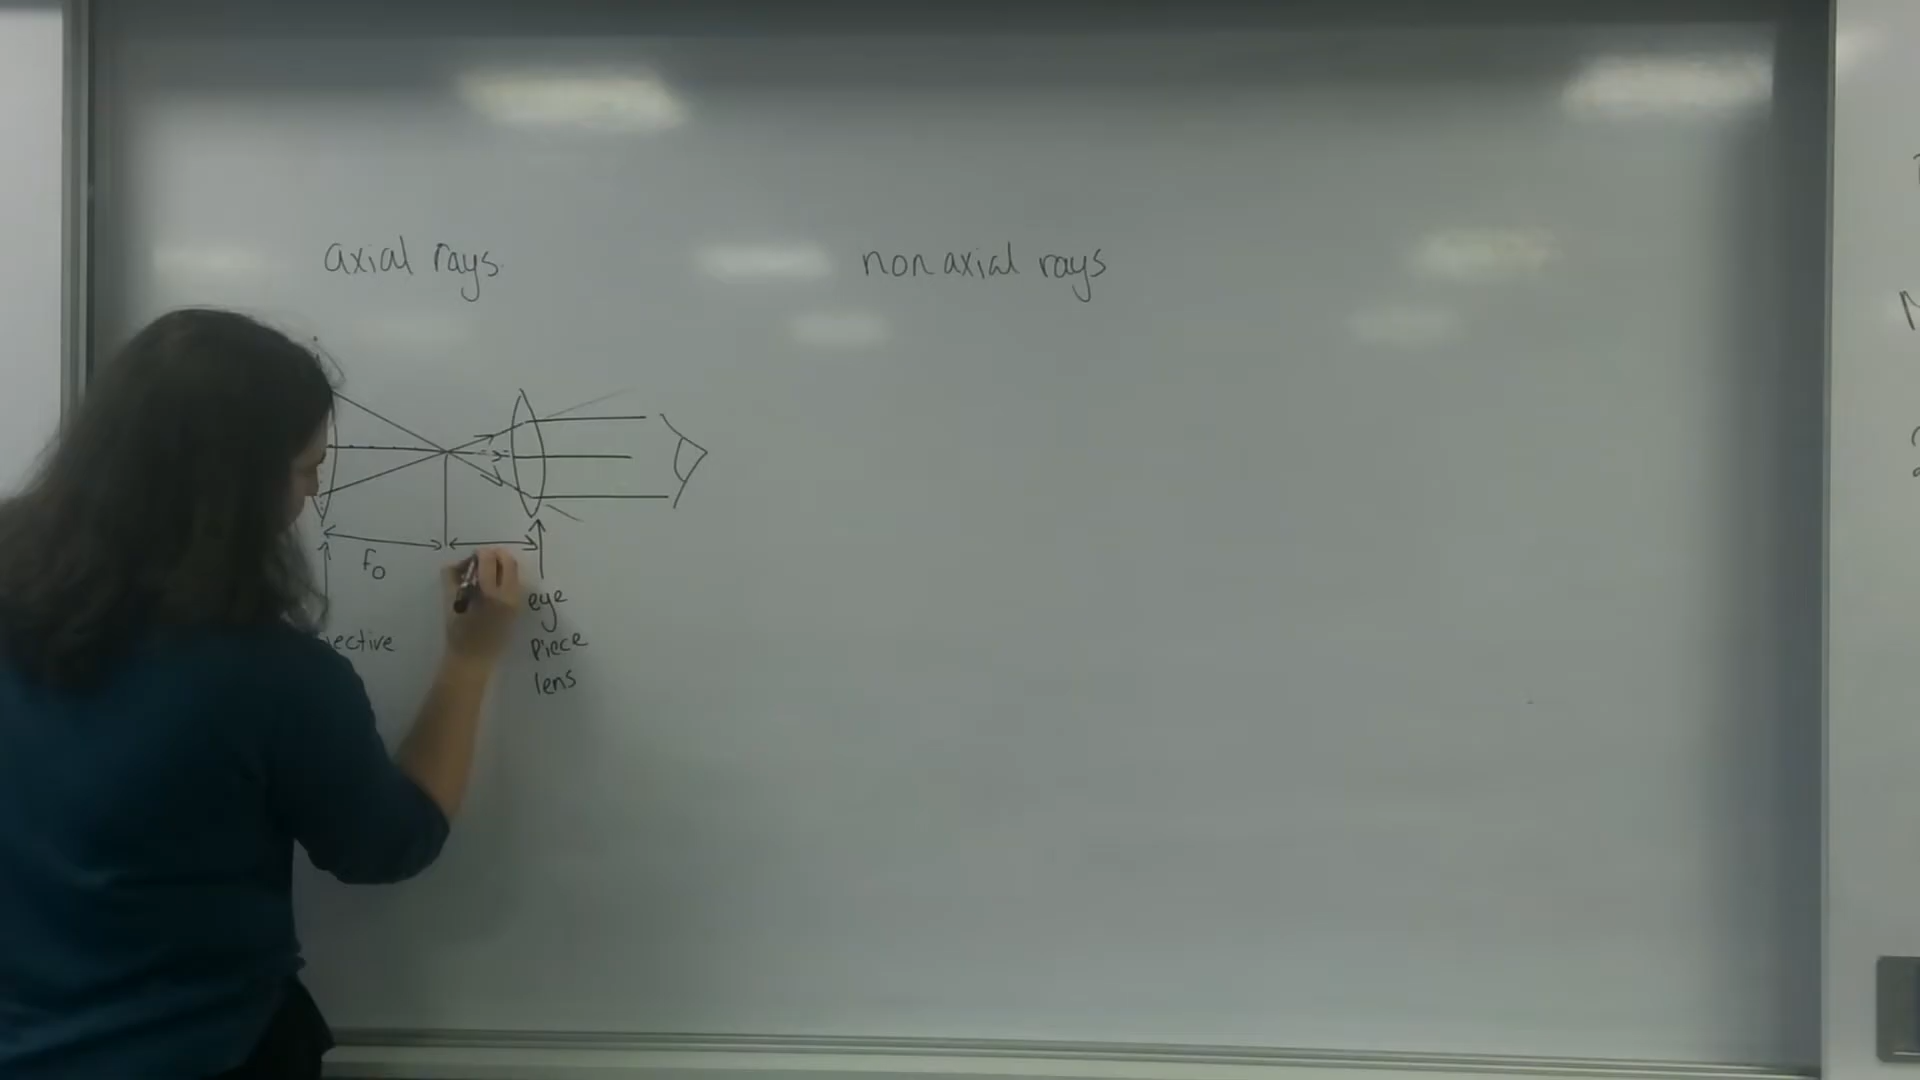 axial rays
non axial rays
fo
eye
piece
lens
ective